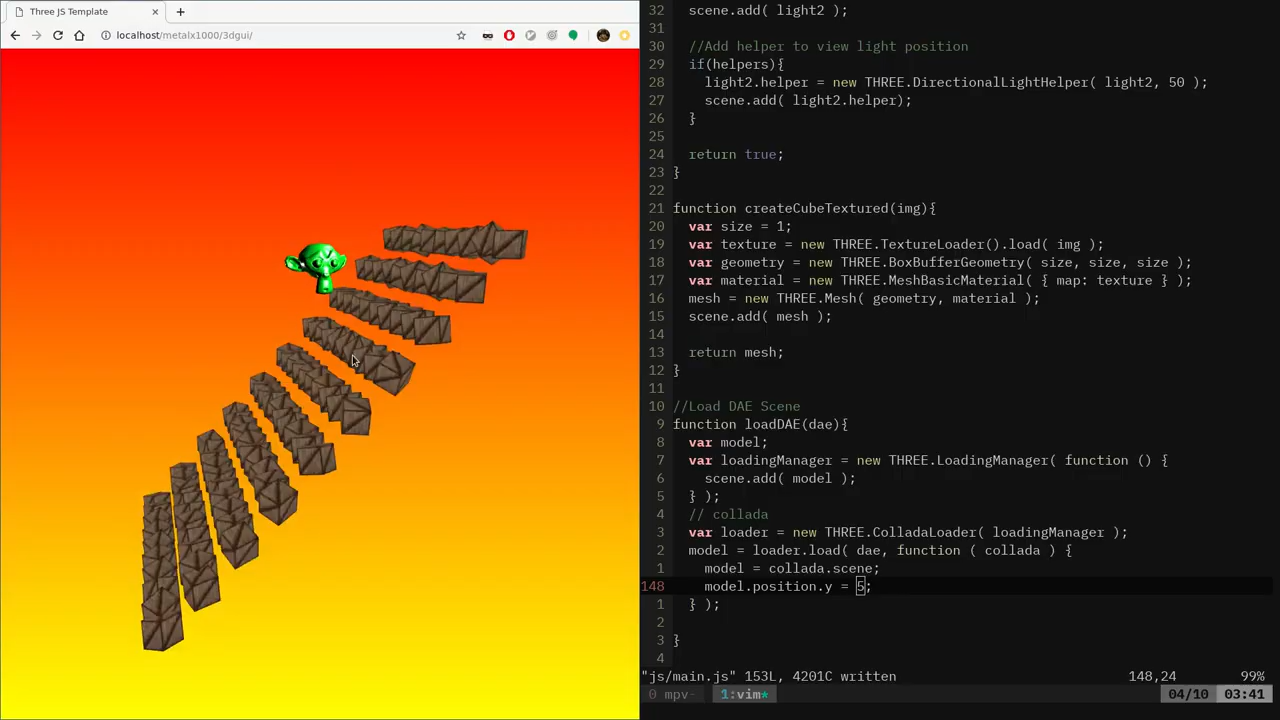 Three JS Template
localhost/metalx1000/3dgui/
32 scene.add( light2 );
31
30 //Add helper to view light position
29 if(helpers){
28 light2.helper = new THREE.DirectionalLightHelper( light2, 50 );
27 scene.add( light2.helper);
26 }
25
24 return true;
23 }
22
21 function createCubeTextured(img){
20 var size = 1;
19 var texture = new THREE.TextureLoader().load( img );
18 var geometry = new THREE.BoxBufferGeometry( size, size, size );
17 var material = new THREE.MeshBasicMaterial( { map: texture } );
16 mesh = new THREE.Mesh( geometry, material );
15 scene.add( mesh );
14
13 return mesh;
12 }
11
10 //Load DAE Scene
9 function loadDAE(dae){
8 var model;
7 var loadingManager = new THREE.LoadingManager( function () {
6 scene.add( model );
5 } );
4 // collada
3 var loader = new THREE.ColladaLoader( loadingManager );
2 model = loader.load( dae, function ( collada ) {
1 model = collada.scene;
148 model.position.y = 5;
1 } );
2
3 }
4
"js/main.js" 153L, 4201C written 148,24 99%
0 mpv- 1:vim* 04/10 03:41